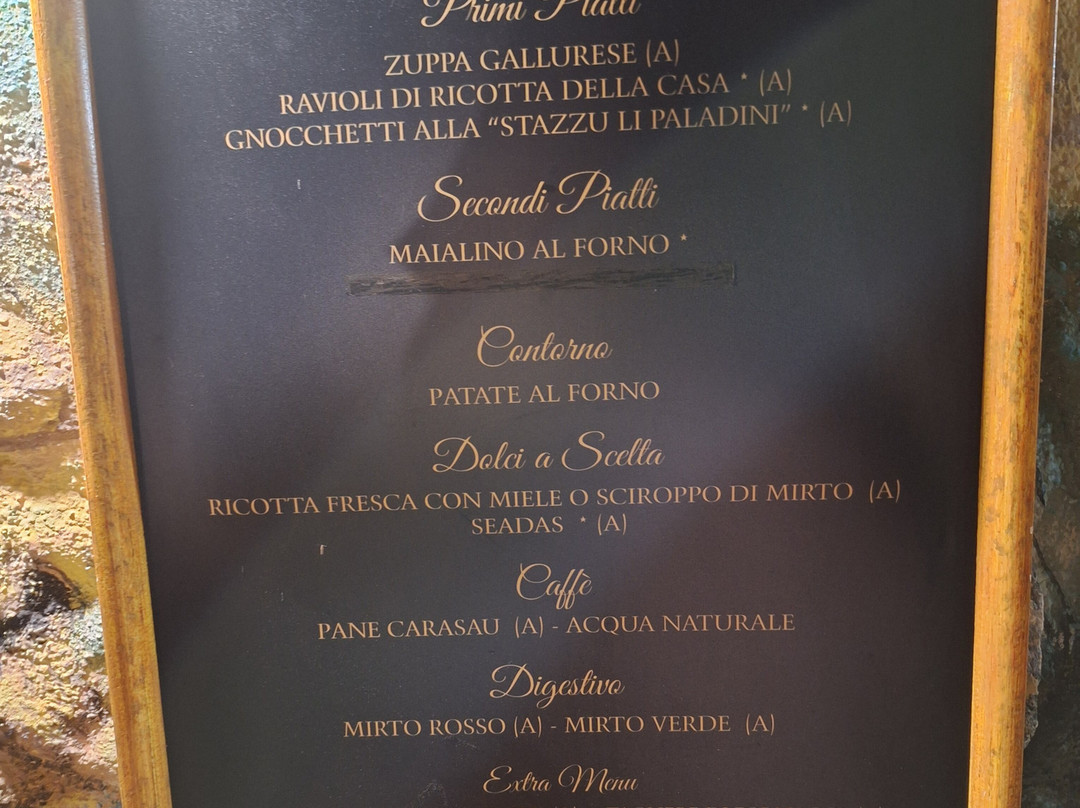 Primi Piatti
ZUPPA GALLURESE (A)
RAVIOLI DI RICOTTA DELLA CASA * (A)
GNOCCHETTI ALLA “STAZZU LI PALADINI” * (A)
Secondi Piatti
MAIALINO AL FORNO *
Contorno
PATATE AL FORNO
Dolci a Scelta
RICOTTA FRESCA CON MIELE O SCIROPPO DI MIRTO (A)
SEADAS * (A)
Caffè
PANE CARASAU (A) - ACQUA NATURALE
Digestivo
MIRTO ROSSO (A) - MIRTO VERDE (A)
Extra Menu